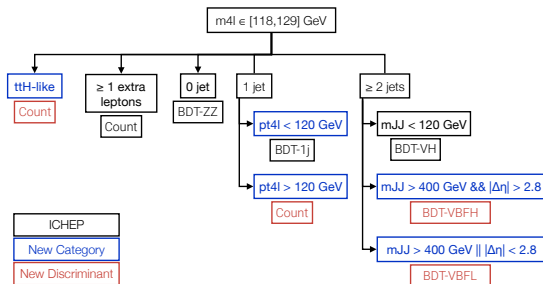 m4l ∈ [118,129] GeV
ttH-like
Count
≥ 1 extra
leptons
Count
0 jet
BDT-ZZ
1 jet
pt4l < 120 GeV
BDT-1j
pt4l > 120 GeV
Count
≥ 2 jets
mJJ < 120 GeV
BDT-VH
mJJ > 400 GeV && |Δη| > 2.8
BDT-VBFH
mJJ > 400 GeV || |Δη| < 2.8
BDT-VBFL
ICHEP
New Category
New Discriminant